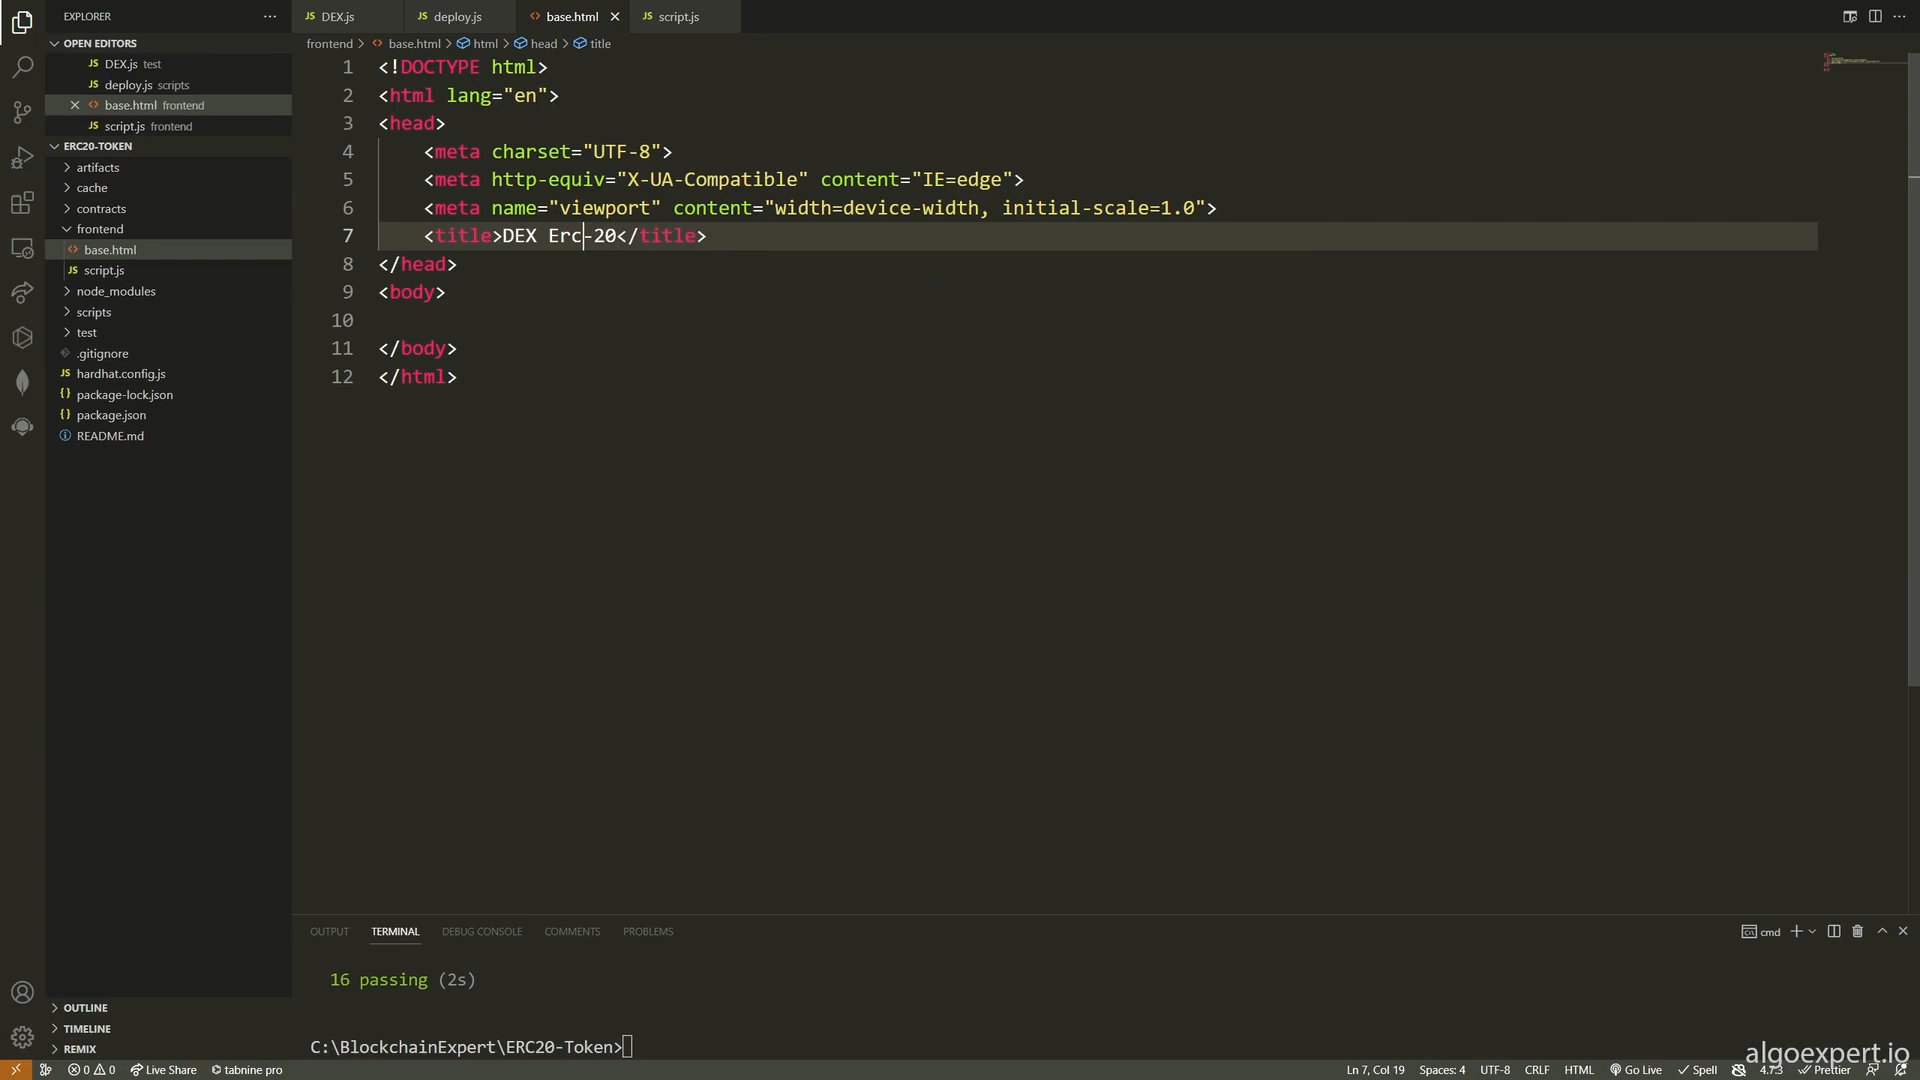 EXPLORER
OPEN EDITORS
DEX.js test
deploy.js scripts
base.html frontend
script.js frontend
ERC20-TOKEN
artifacts
cache
contracts
frontend
base.html
script.js
node_modules
scripts
test
.gitignore
hardhat.config.js
package-lock.json
package.json
README.md
OUTLINE
TIMELINE
REMIX
DEX.js
deploy.js
base.html
script.js
frontend > base.html > html > head > title
1 <!DOCTYPE html>
2 <html lang="en">
3 <head>
4 <meta charset="UTF-8">
5 <meta http-equiv="X-UA-Compatible" content="IE=edge">
6 <meta name="viewport" content="width=device-width, initial-scale=1.0">
7 <title>DEX Erc-20</title>
8 </head>
9 <body>
10
11 </body>
12 </html>
OUTPUT TERMINAL DEBUG CONSOLE COMMENTS PROBLEMS
cmd
16 passing (2s)
C:\BlockchainExpert\ERC20-Token>
algoexpert.io
0 0 Live Share tabnine pro
Ln 7, Col 19 Spaces: 4 UTF-8 CRLF HTML Go Live Spell 4.7.3 Prettier